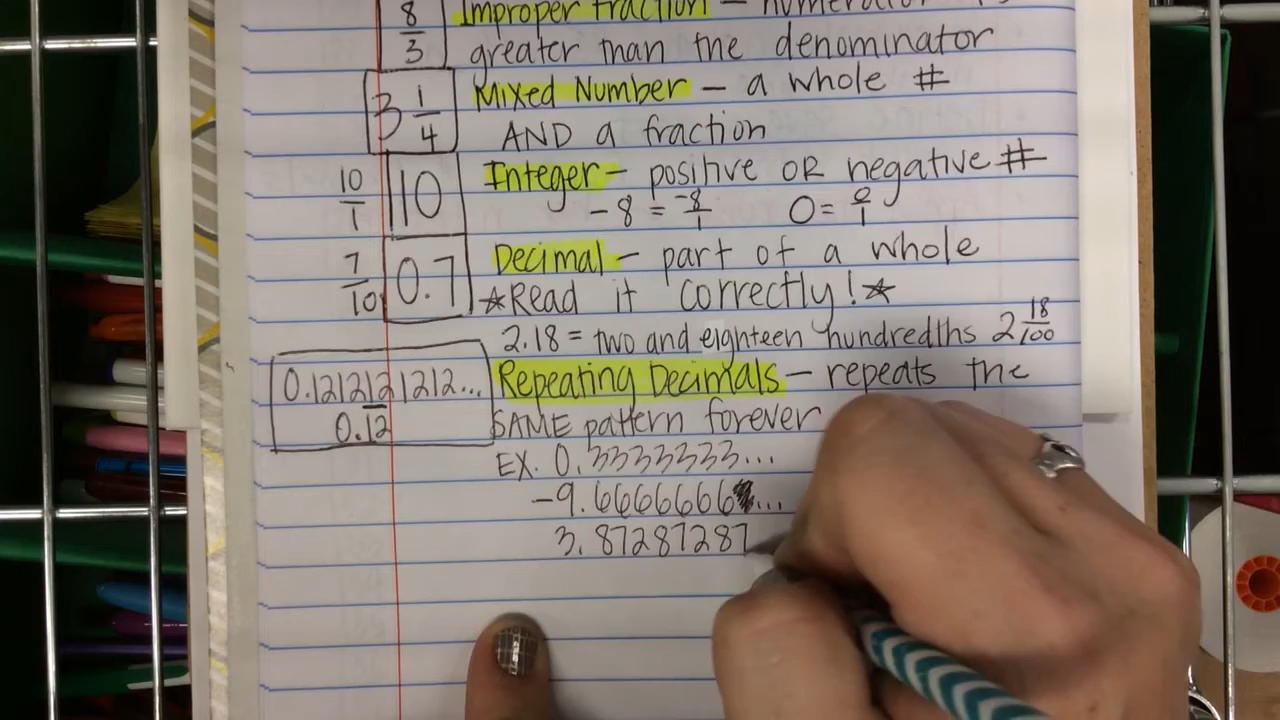 8/3 Improper fraction – numerator is
greater than the denominator
3 1/4 Mixed Number – a whole #
AND a fraction
10/1 10 Integer – positive OR negative #
-8 = -8/1 0 = 0/1
7/10 0.7 Decimal – part of a whole
☆Read it correctly!☆
2.18 = two and eighteen hundredths 2 18/100
0.1212121212... Repeating Decimals – repeats the
0.1̅2̅ SAME pattern forever
EX. 0.3333333...
-9.6666666...
3.87287287